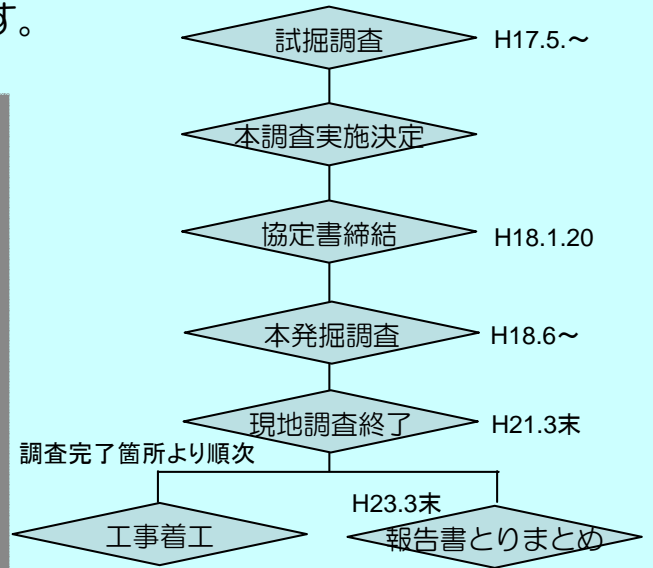 す。
試掘調査 H17.5.～
本調査実施決定
協定書締結 H18.1.20
本発掘調査 H18.6～
現地調査終了 H21.3末
調査完了箇所より順次
H23.3末
工事着工 報告書とりまとめ